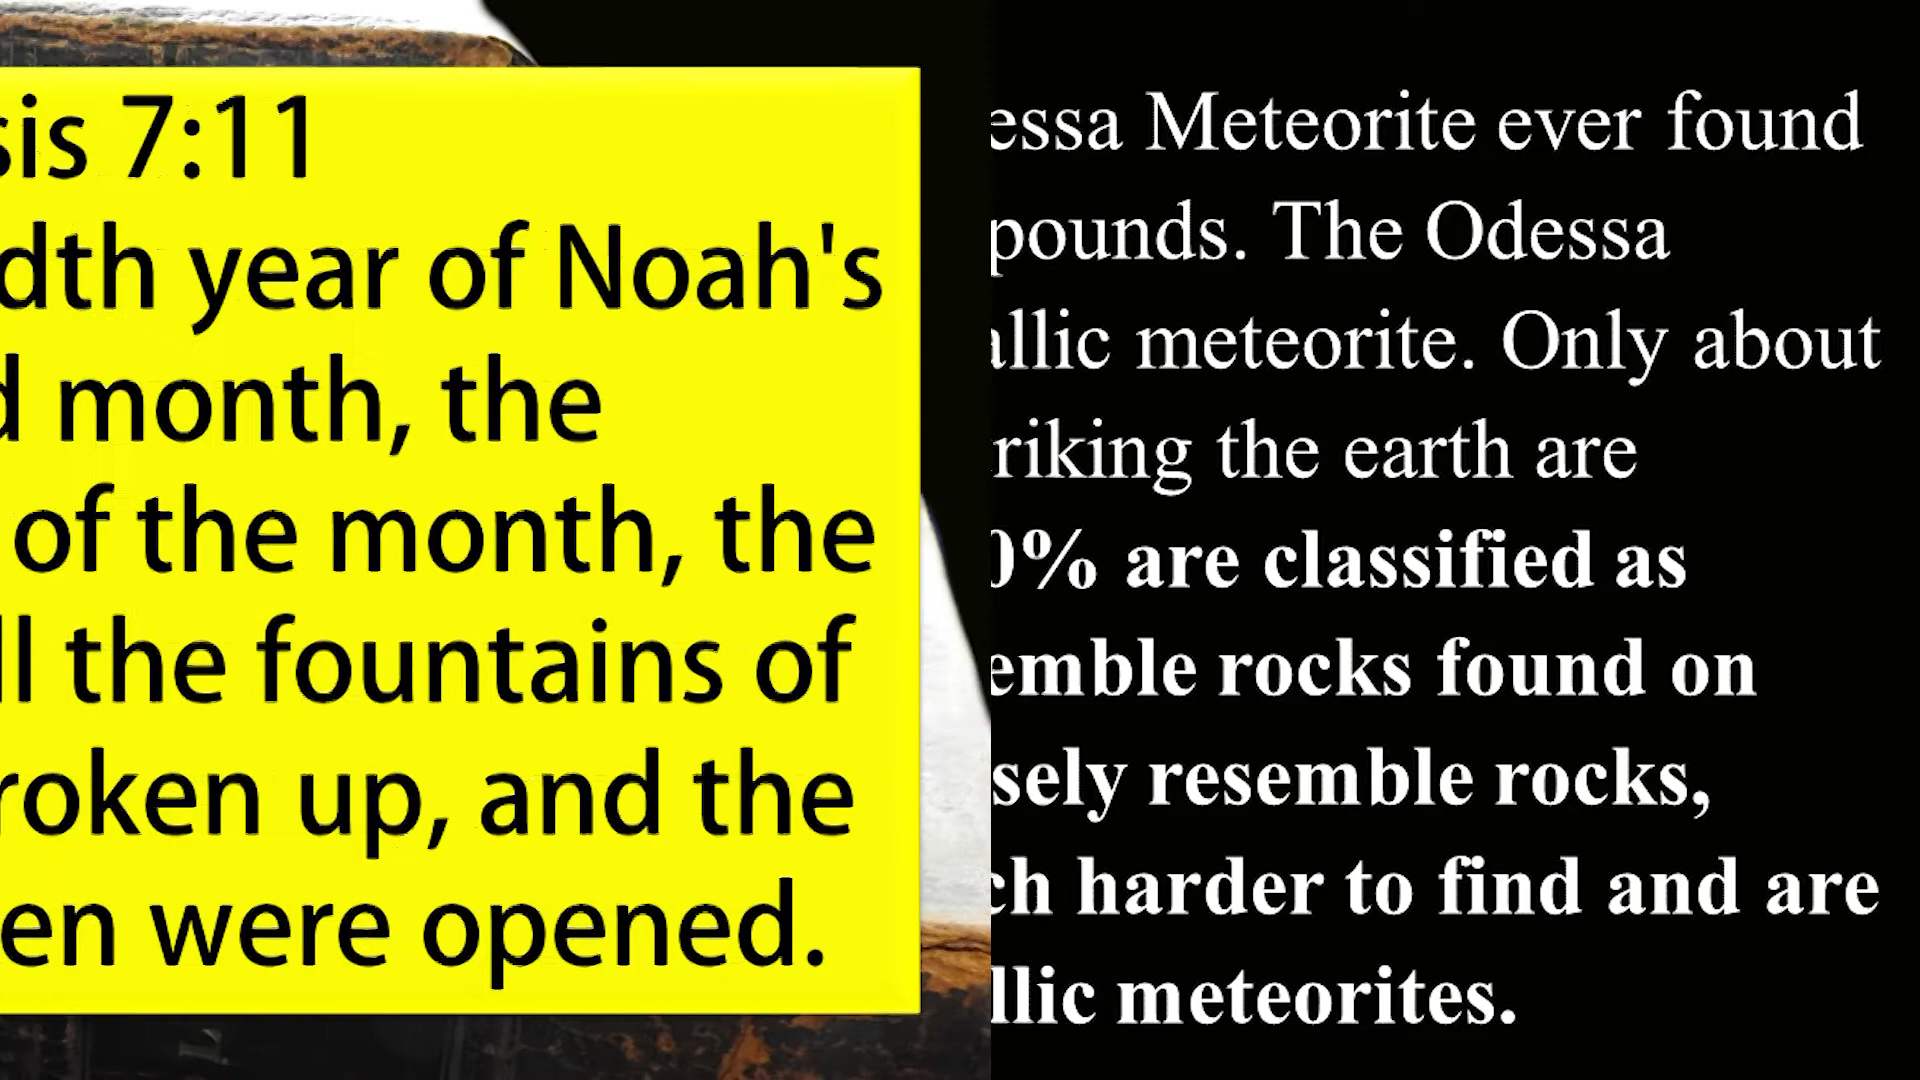 sis 7:11
dth year of Noah's
d month, the
of the month, the
ll the fountains of
roken up, and the
en were opened.
essa Meteorite ever found
pounds. The Odessa
allic meteorite. Only about
riking the earth are
0% are classified as
emble rocks found on
sely resemble rocks,
ch harder to find and are
llic meteorites.